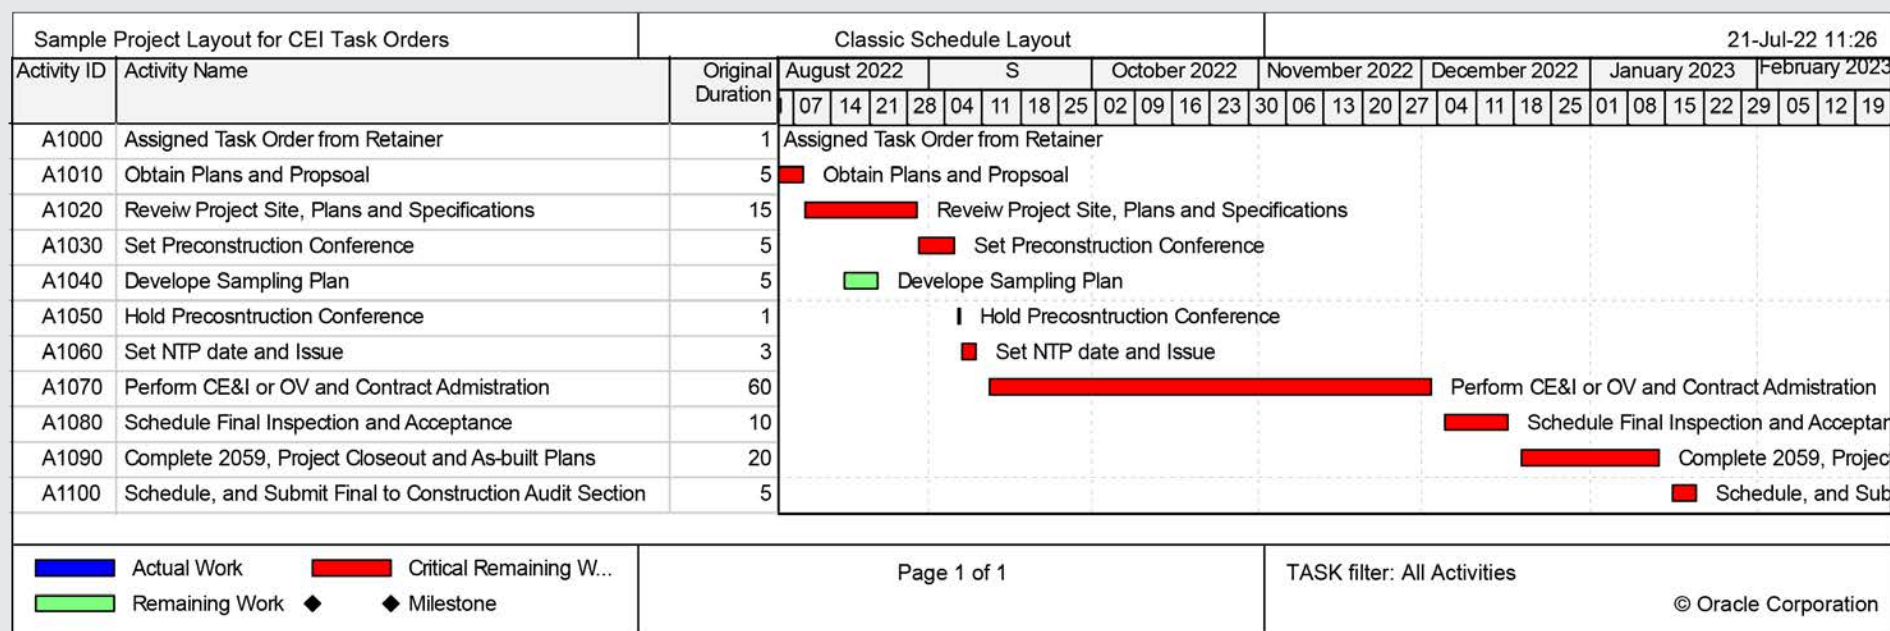 Sample Project Layout for CEI Task Orders
Classic Schedule Layout
21-Jul-22 11:26
Activity ID Activity Name Original Duration August 2022 S October 2022 November 2022 December 2022 January 2023 February 2023
07 14 21 28 04 11 18 25 02 09 16 23 30 06 13 20 27 04 11 18 25 01 08 15 22 29 05 12 19
A1000 Assigned Task Order from Retainer 1 Assigned Task Order from Retainer
A1010 Obtain Plans and Propsoal 5 Obtain Plans and Propsoal
A1020 Reveiw Project Site, Plans and Specifications 15 Reveiw Project Site, Plans and Specifications
A1030 Set Preconstruction Conference 5 Set Preconstruction Conference
A1040 Develope Sampling Plan 5 Develope Sampling Plan
A1050 Hold Precosntruction Conference 1 Hold Precosntruction Conference
A1060 Set NTP date and Issue 3 Set NTP date and Issue
A1070 Perform CE&I or OV and Contract Admistration 60 Perform CE&I or OV and Contract Admistration
A1080 Schedule Final Inspection and Acceptance 10 Schedule Final Inspection and Acceptan
A1090 Complete 2059, Project Closeout and As-built Plans 20 Complete 2059, Project
A1100 Schedule, and Submit Final to Construction Audit Section 5 Schedule, and Sub
Actual Work Critical Remaining W...
Remaining Work Milestone
Page 1 of 1
TASK filter: All Activities
© Oracle Corporation